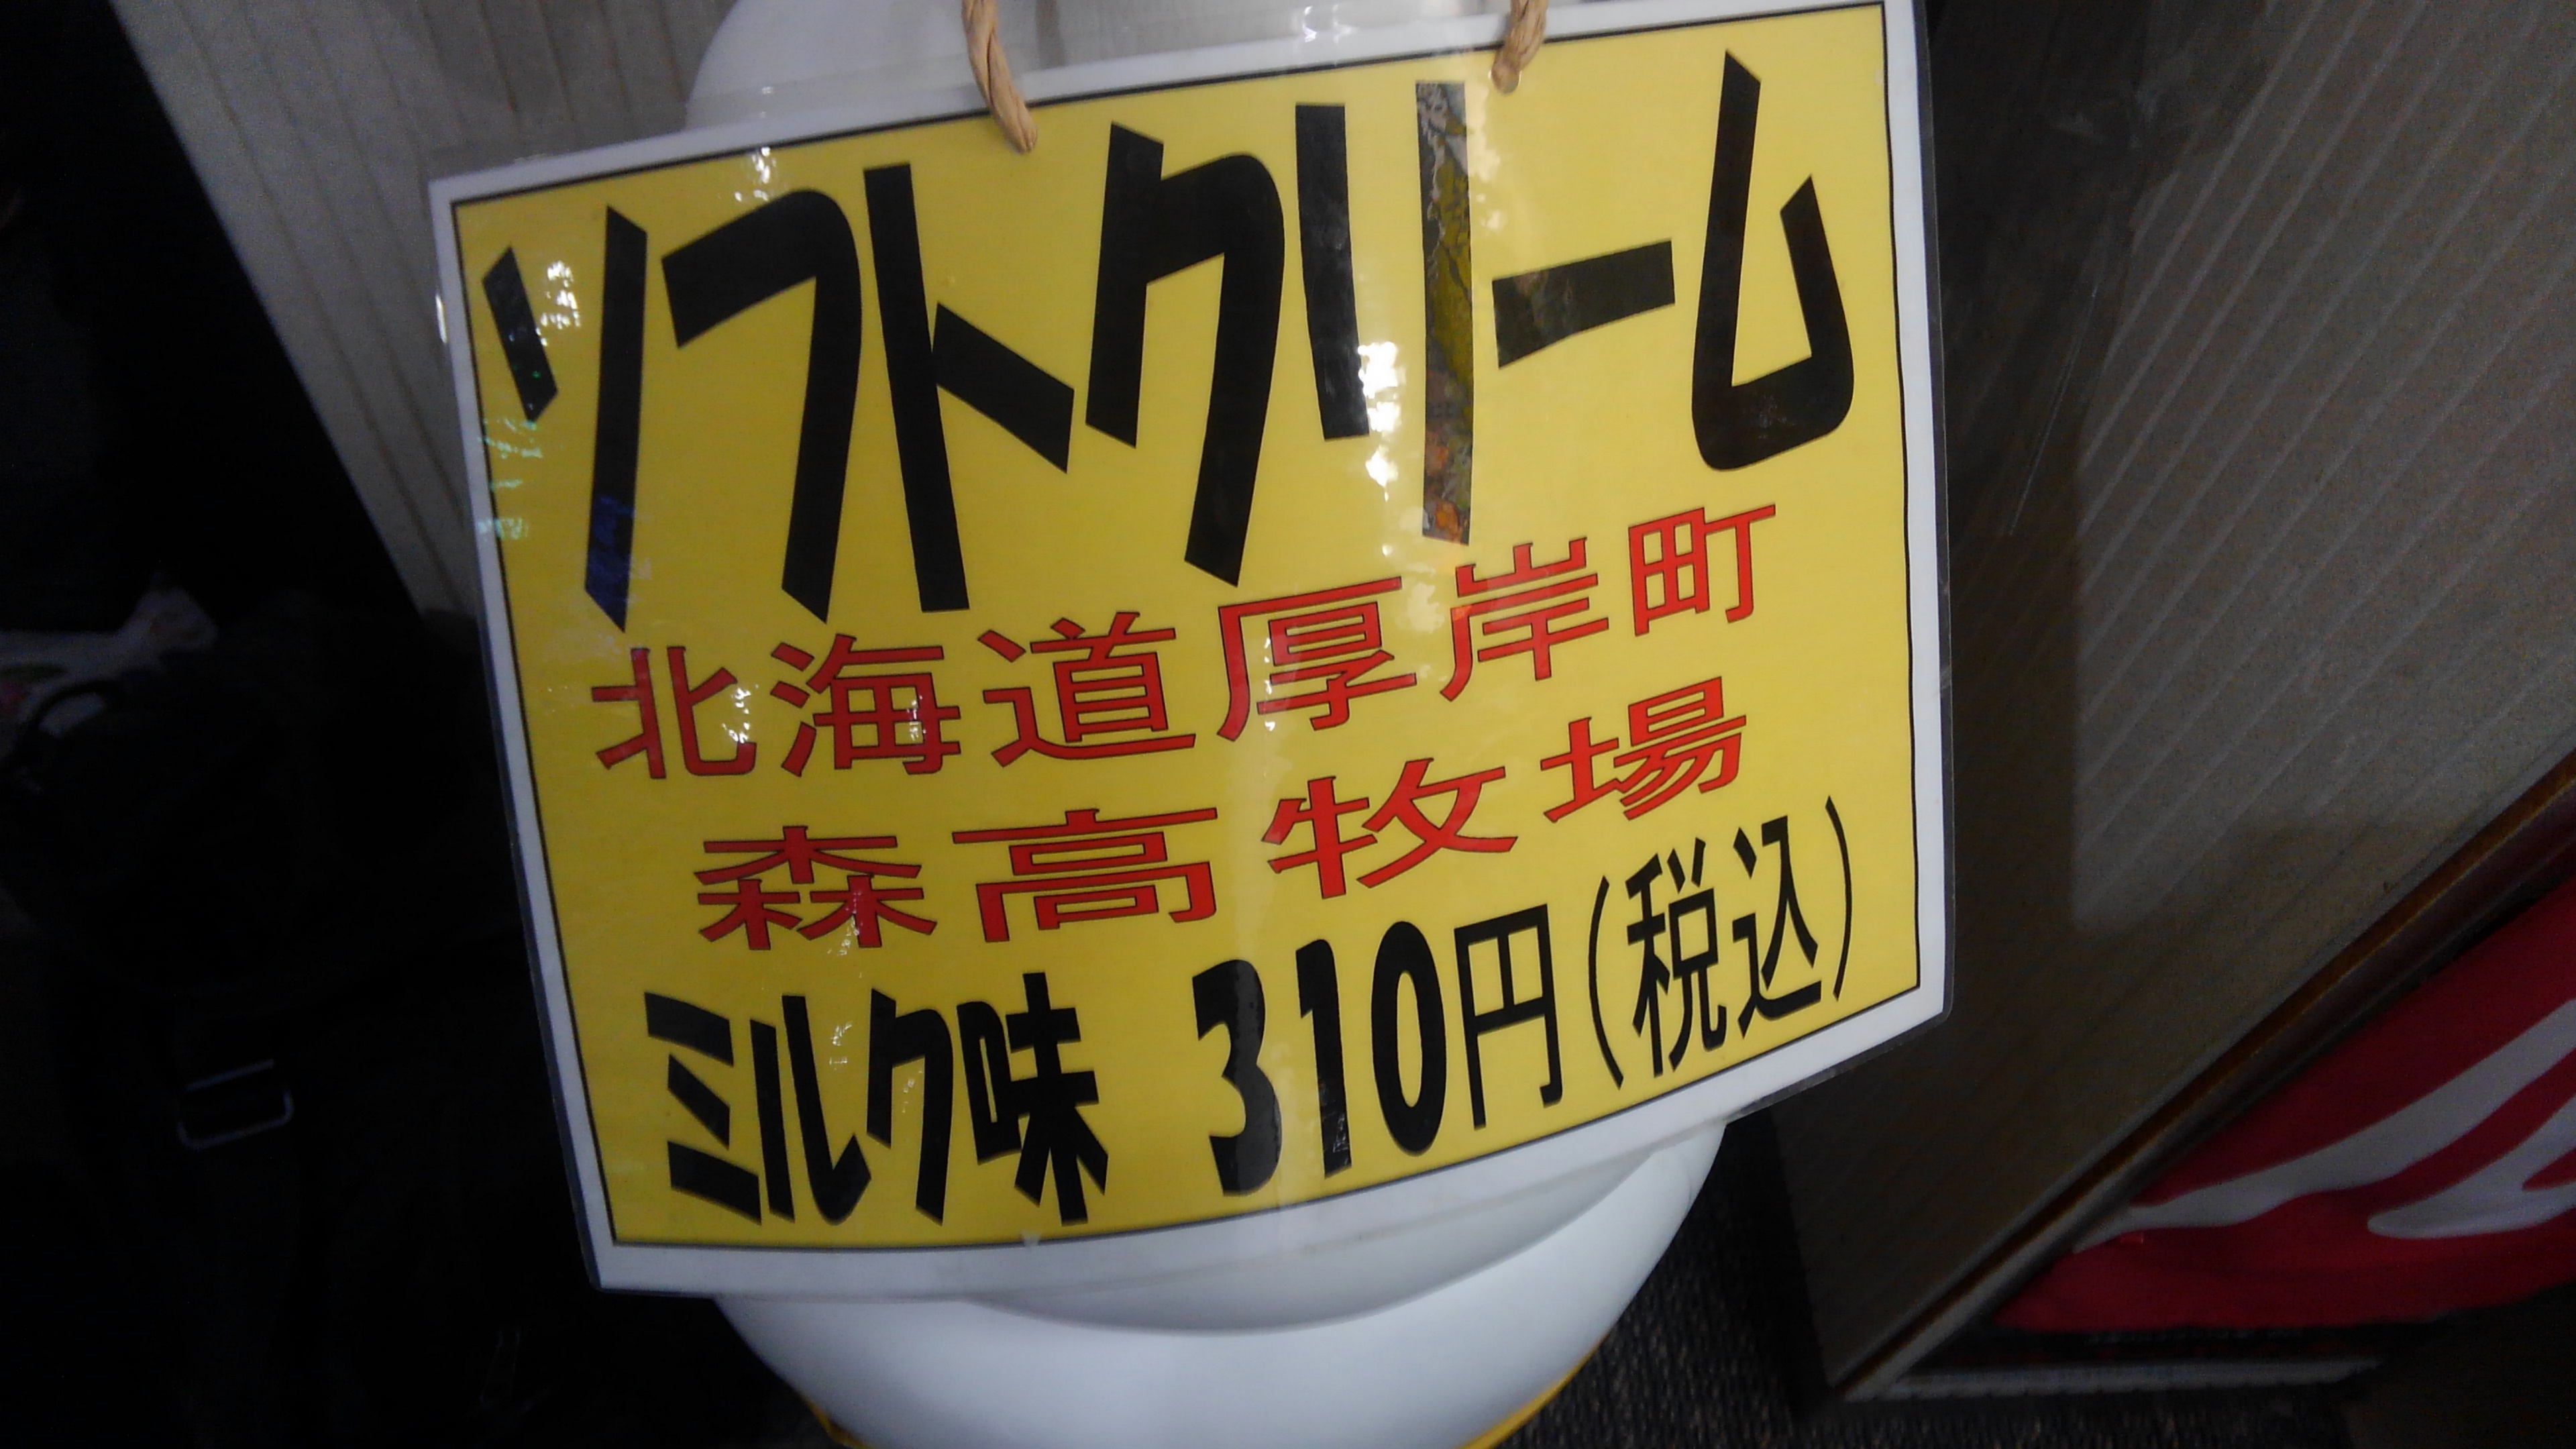 ソフトクリーム
北海道厚岸町
森高牧場
ミルク味 310円(税込)